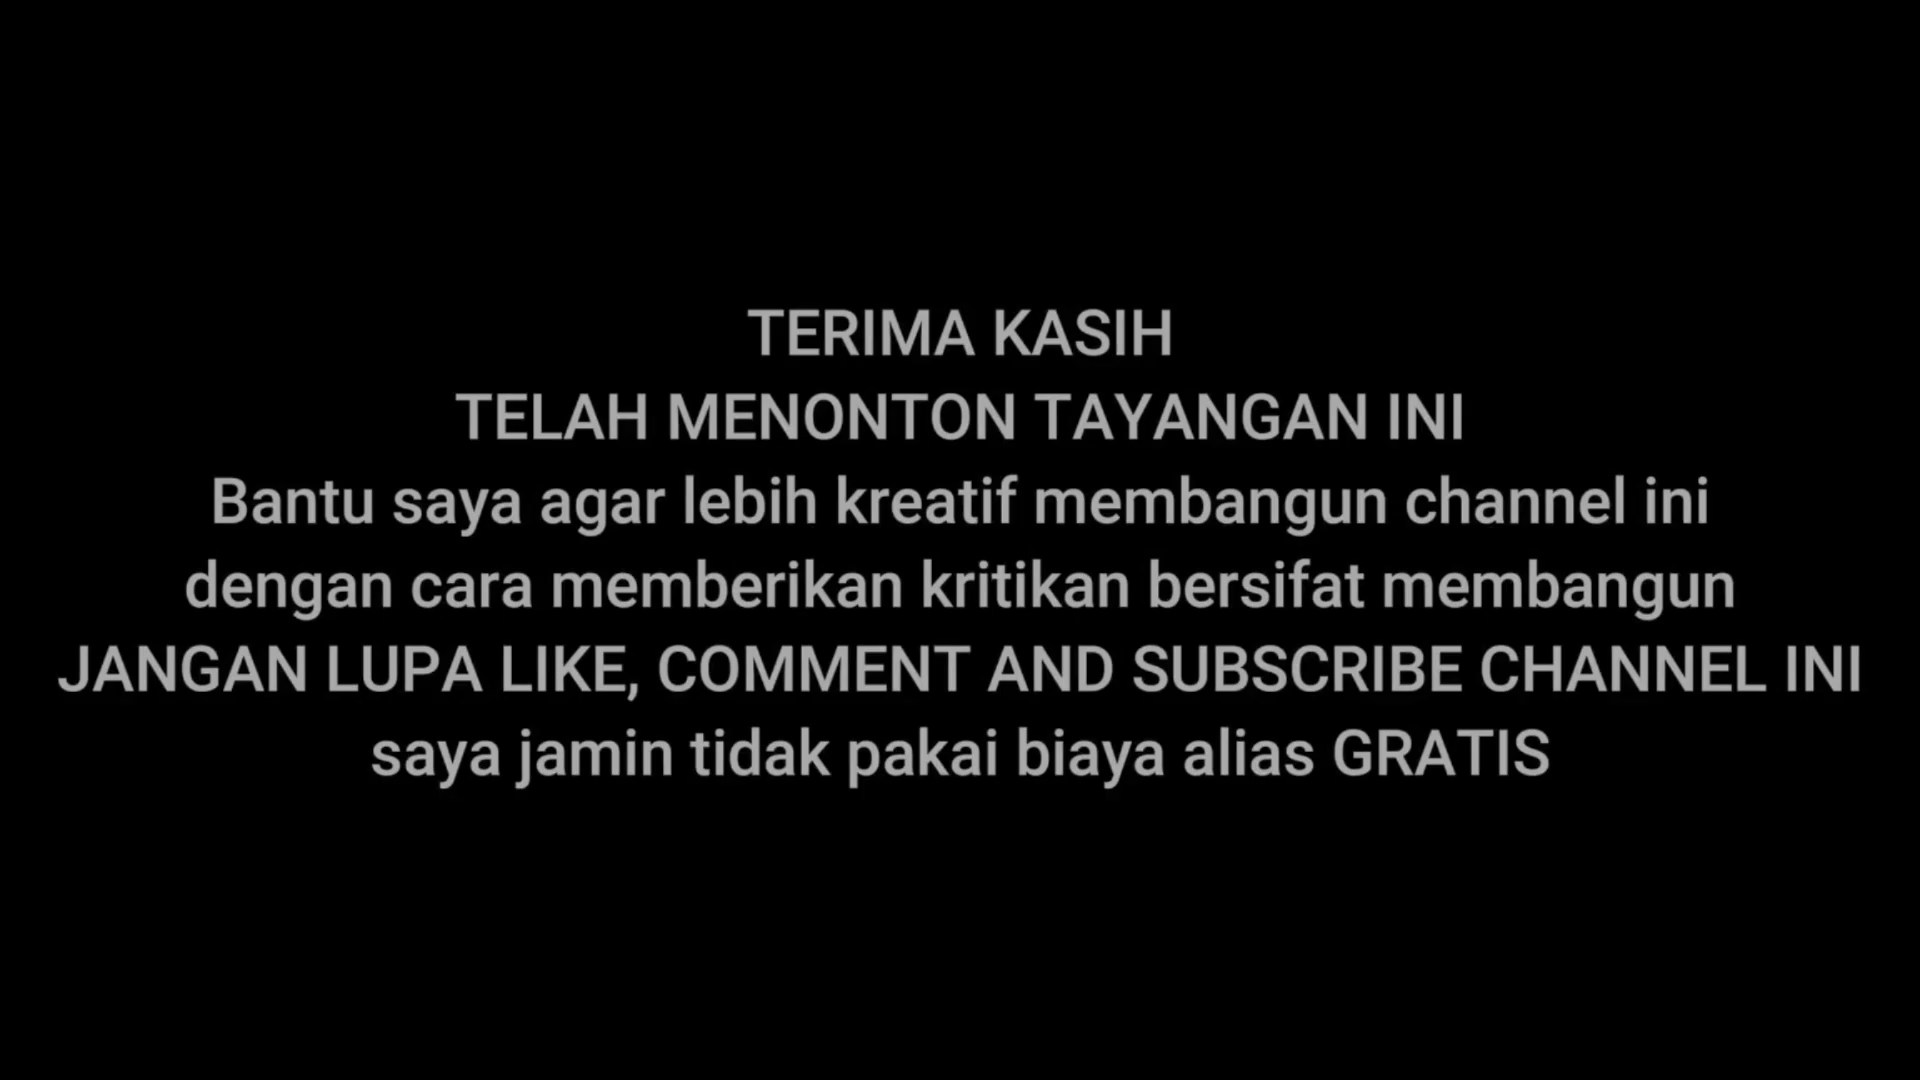 TERIMA KASIH
TELAH MENONTON TAYANGAN INI
Bantu saya agar lebih kreatif membangun channel ini
dengan cara memberikan kritikan bersifat membangun
JANGAN LUPA LIKE, COMMENT AND SUBSCRIBE CHANNEL INI
saya jamin tidak pakai biaya alias GRATIS